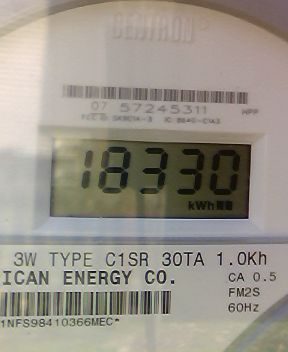 CENTRON
07 57245311 MPP
18330
kWh
3W TYPE C1SR 30TA 1.0Kh
ICAN ENERGY CO. CA 0.5
FM2S
60Hz
1NFS98410366MEC*